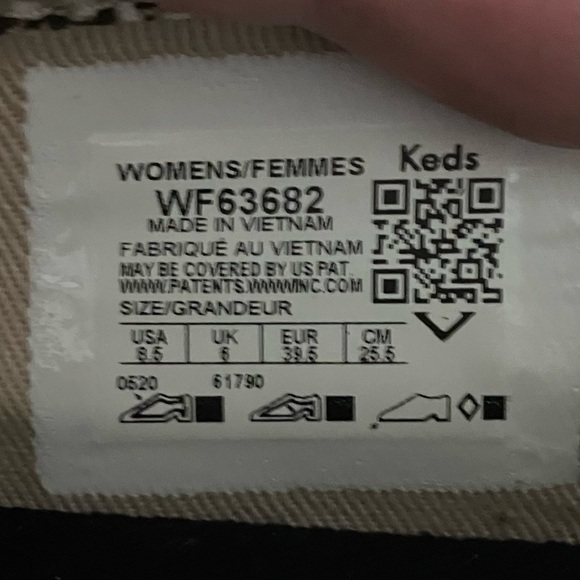 Keds
WOMENS/FEMMES
WF63682
MADE IN VIETNAM
FABRIQUÉ AU VIETNAM
MAY BE COVERED BY US PAT.
WWW.PATENTS.WWWINC.COM
SIZE/GRANDEUR
USA UK EUR CM
8.5 6 39.5 25.5
0520 61790